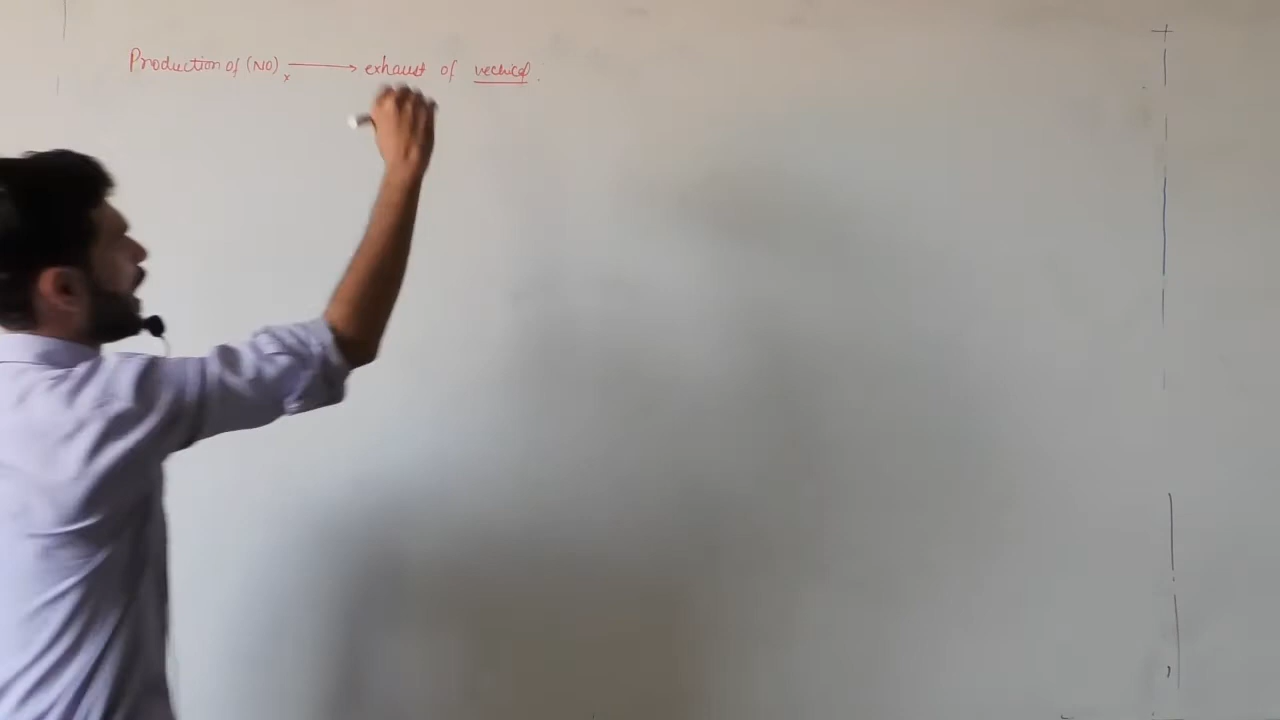 Production of (NO)x ⟶ exhaust of vechicel.